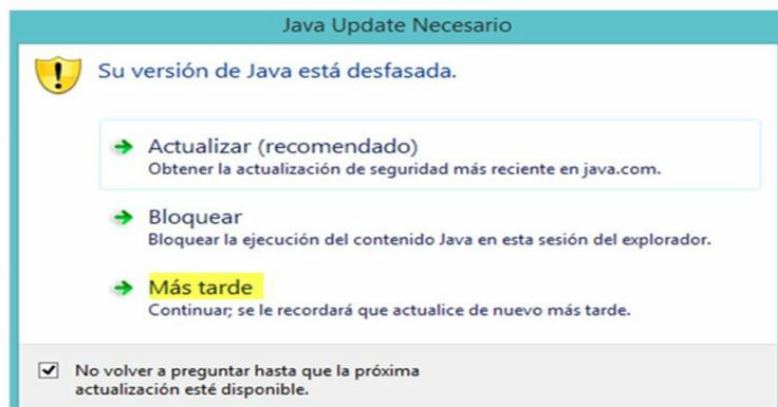 Java Update Necesario
Su versión de Java está desfasada.
Actualizar (recomendado)
Obtener la actualización de seguridad más reciente en java.com.
Bloquear
Bloquear la ejecución del contenido Java en esta sesión del explorador.
Más tarde
Continuar; se le recordará que actualice de nuevo más tarde.
No volver a preguntar hasta que la próxima
actualización esté disponible.